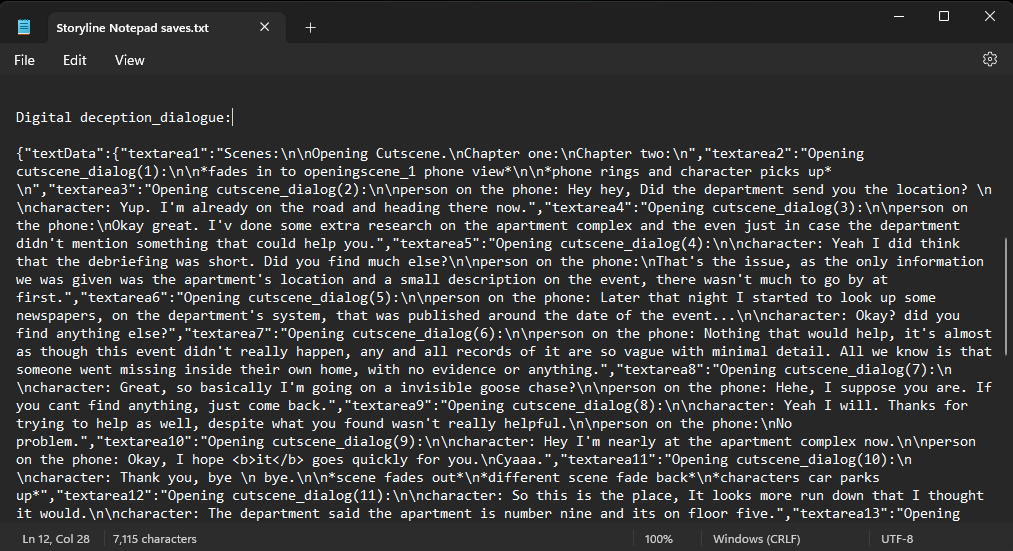 Storyline Notepad saves.txt
File Edit View
Digital deception_dialogue:
{"textData":{"textarea1":"Scenes:\n\nOpening Cutscene.\nChapter one:\nChapter two:\n","textarea2":"Opening
cutscene_dialog(1):\n\n*fades in to openingscene_1 phone view*\n\n*phone rings and character picks up*
\n","textarea3":"Opening cutscene_dialog(2):\n\nperson on the phone: Hey hey, Did the department send you the location? \n
\ncharacter: Yup. I'm already on the road and heading there now.","textarea4":"Opening cutscene_dialog(3):\n\nperson on
the phone:\nOkay great. I'v done some extra research on the apartment complex and the even just in case the department
didn't mention something that could help you.","textarea5":"Opening cutscene_dialog(4):\n\ncharacter: Yeah I did think
that the debriefing was short. Did you find much else?\n\nperson on the phone:\nThat's the issue, as the only information
we was given was the apartment's location and a small description on the event, there wasn't much to go by at
first.","textarea6":"Opening cutscene_dialog(5):\n\nperson on the phone: Later that night I started to look up some
newspapers, on the department's system, that was published around the date of the event...\n\ncharacter: Okay? did you
find anything else?","textarea7":"Opening cutscene_dialog(6):\n\nperson on the phone: Nothing that would help, it's almost
as though this event didn't really happen, any and all records of it are so vague with minimal detail. All we know is that
someone went missing inside their own home, with no evidence or anything.","textarea8":"Opening cutscene_dialog(7):\n
\ncharacter: Great, so basically I'm going on a invisible goose chase?\n\nperson on the phone: Hehe, I suppose you are. If
you cant find anything, just come back.","textarea9":"Opening cutscene_dialog(8):\n\ncharacter: Yeah I will. Thanks for
trying to help as well, despite what you found wasn't really helpful.\n\nperson on the phone:\nNo
problem.","textarea10":"Opening cutscene_dialog(9):\n\ncharacter: Hey I'm nearly at the apartment complex now.\n\nperson
on the phone: Okay, I hope <b>it</b> goes quickly for you.\nCyaaa.","textarea11":"Opening cutscene_dialog(10):\n
\ncharacter: Thank you, bye \n bye.\n\n*scene fades out*\n*different scene fade back*\n*characters car parks
up*","textarea12":"Opening cutscene_dialog(11):\n\ncharacter: So this is the place, It looks more run down that I thought
it would.\n\ncharacter: The department said the apartment is number nine and its on floor five.","textarea13":"Opening
Ln 12, Col 28 7,115 characters 100% Windows (CRLF) UTF-8